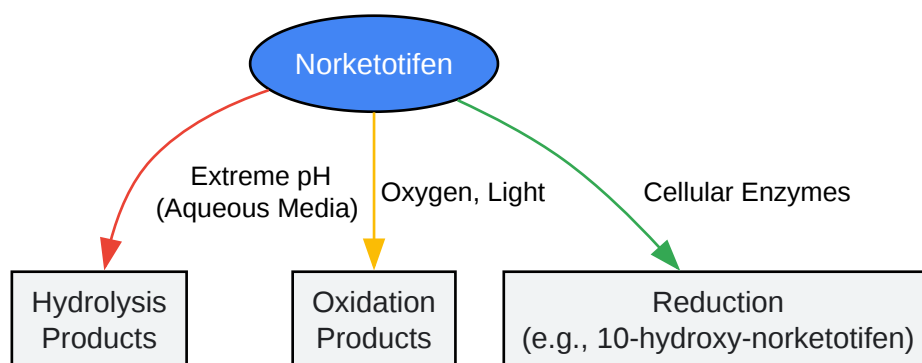 Norketotifen
Extreme pH
(Aqueous Media)
Oxygen, Light
Cellular Enzymes
Hydrolysis
Products
Oxidation
Products
Reduction
(e.g., 10-hydroxy-norketotifen)